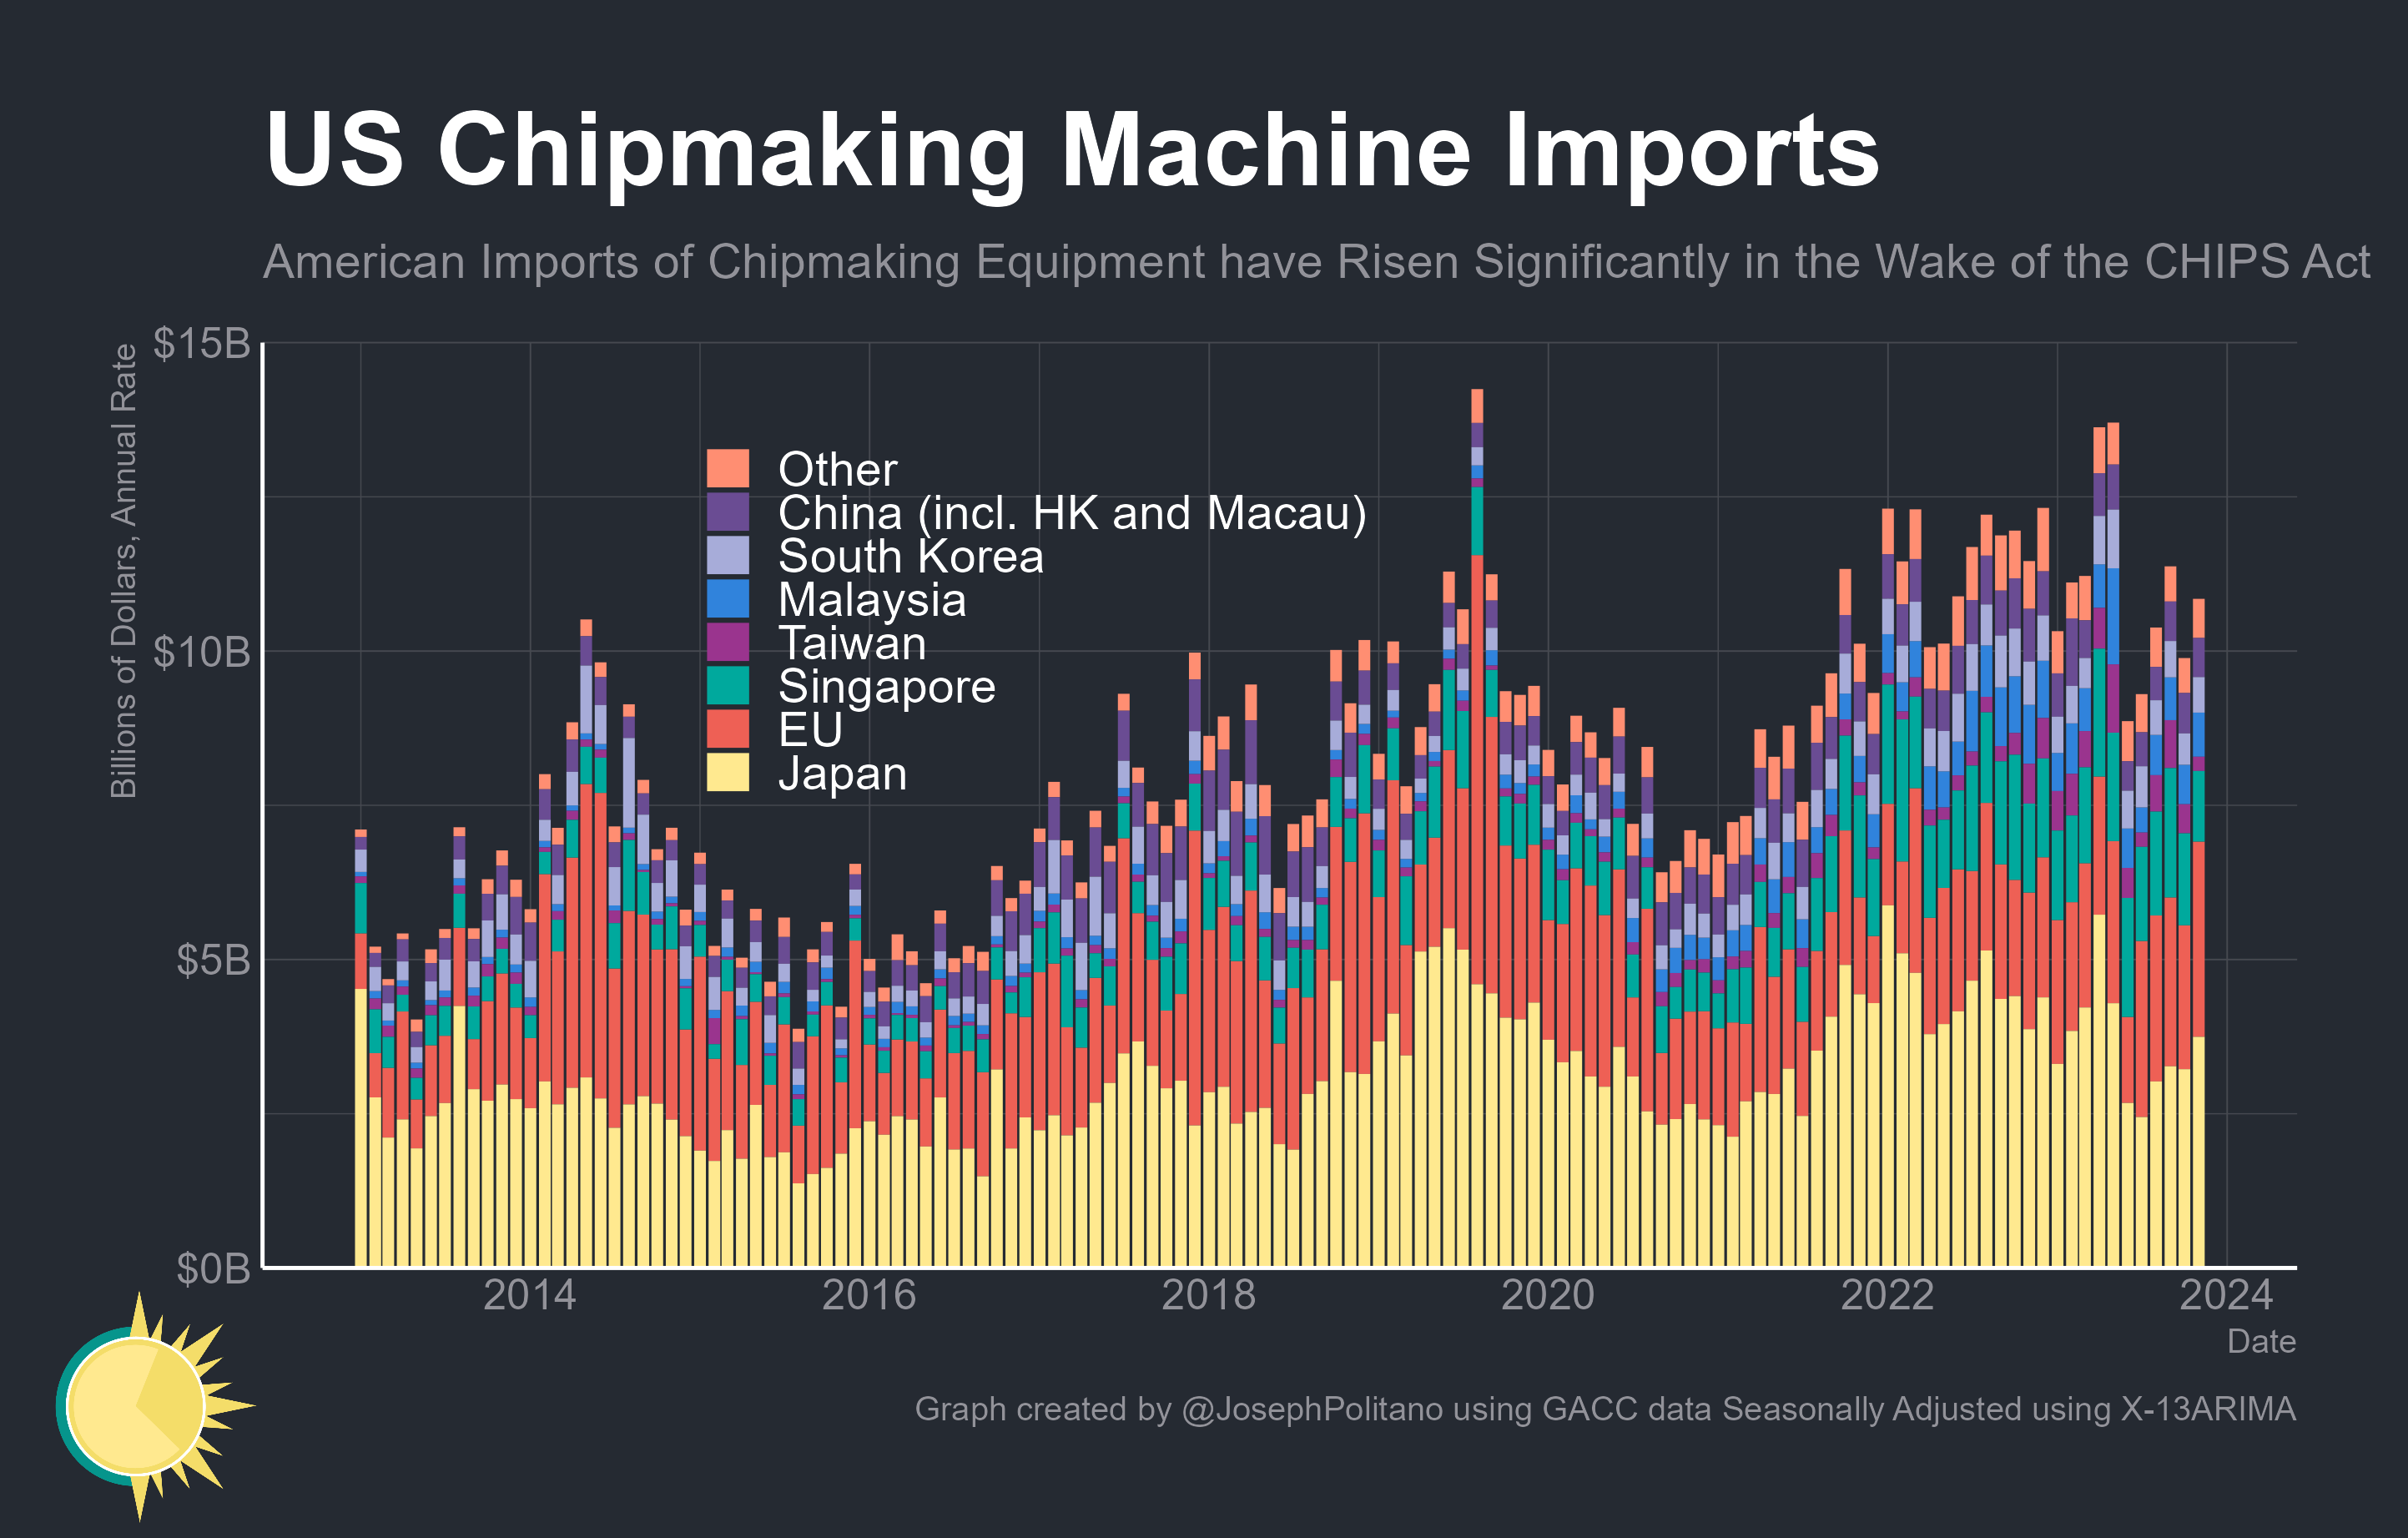 US Chipmaking Machine Imports
American Imports of Chipmaking Equipment have Risen Significantly in the Wake of the CHIPS Act
Billions of Dollars, Annual Rate
$15B
$10B
$5B
$0B
Other
China (incl. HK and Macau)
South Korea
Malaysia
Taiwan
Singapore
EU
Japan
2014 2016 2018 2020 2022 2024
Date
Graph created by @JosephPolitano using GACC data Seasonally Adjusted using X-13ARIMA